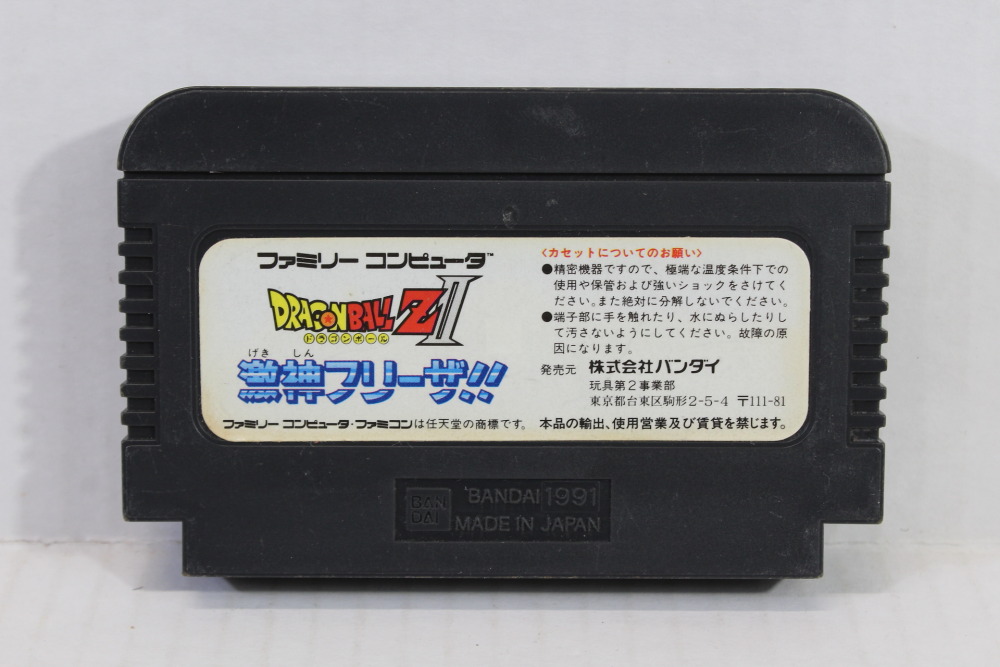 ファミリー コンピュータ™
DRAGON BALL Z II
ドラゴンボール
げき しん
激神フリーザ!!
〈カセットについてのお願い〉
●精密機器ですので、極端な温度条件下での
使用や保管および強いショックをさけてく
ださい。また絶対に分解しないでください。
●端子部に手を触れたり、水にぬらしたりし
て汚さないようにしてください。故障の原
因になります。
発売元 株式会社バンダイ
玩具第2事業部
東京都台東区駒形2-5-4 〒111-81
ファミリー コンピュータ・ファミコンは任天堂の商標です。
本品の輸出、使用営業及び賃貸を禁じます。
BAN
DAI
BANDAI 1991
MADE IN JAPAN